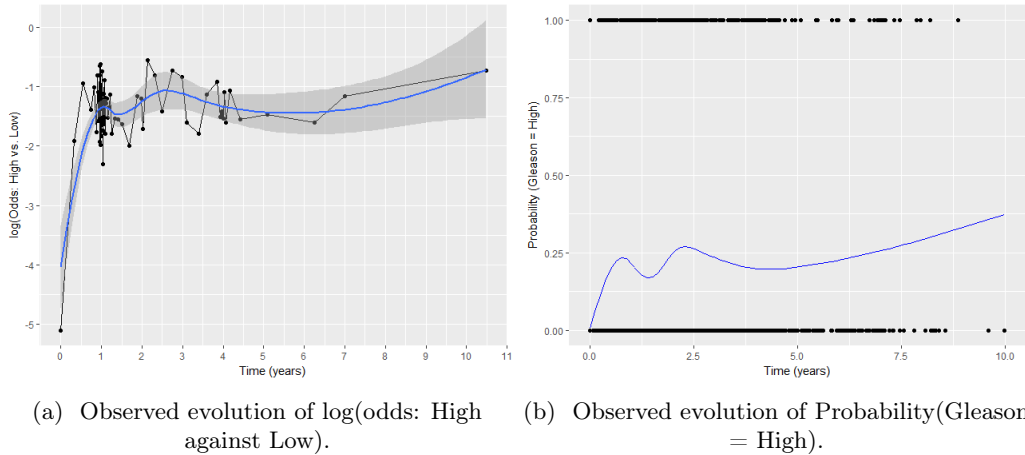 log(Odds: High vs. Low)
0
-1
-2
-3
-4
-5
0 1 2 3 4 5 6 7 8 9 10 11
Time (years)
Probability (Gleason = High)
1.00
0.75
0.50
0.25
0.00
0.0 2.5 5.0 7.5 10.0
Time (years)
(a) Observed evolution of log(odds: High
against Low).
(b) Observed evolution of Probability(Gleason
= High).